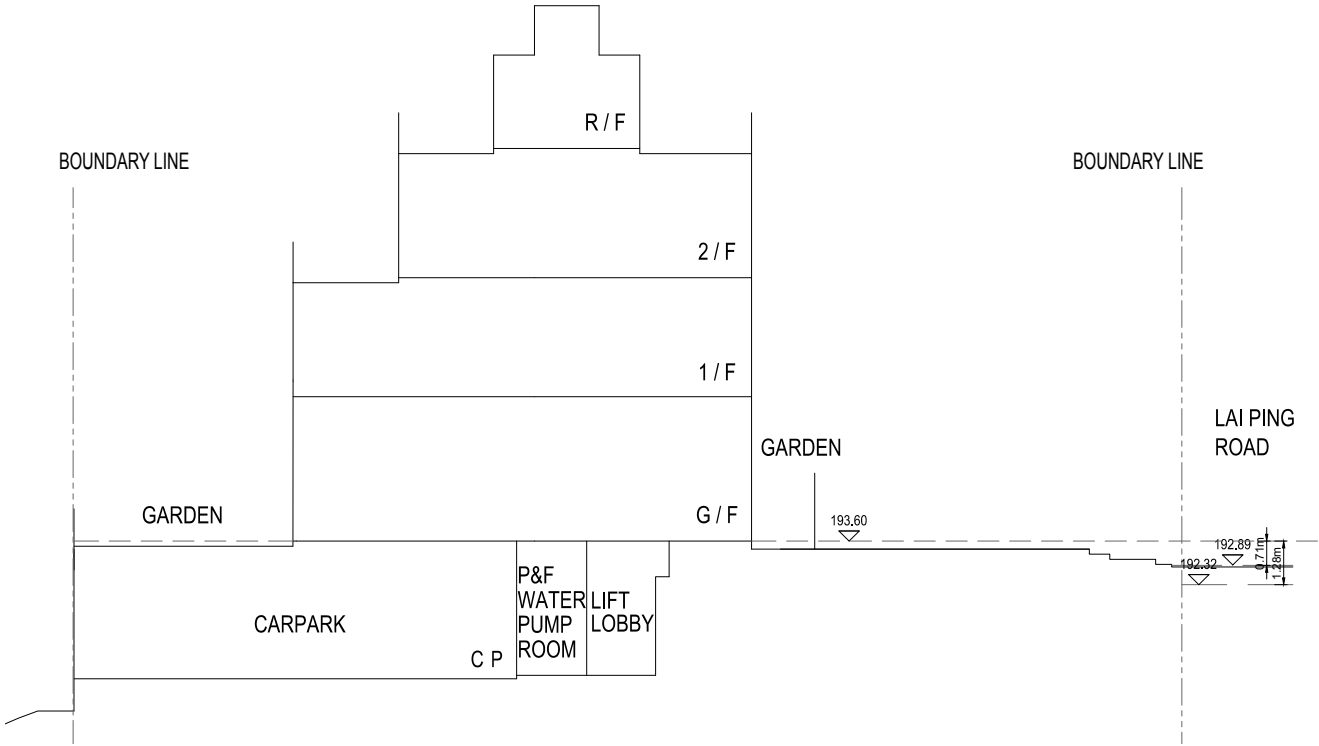 R / F
BOUNDARY LINE
BOUNDARY LINE
2 / F
1 / F
LAI PING
ROAD
GARDEN
GARDEN
G / F
193.60
192.89
0.71m
1.28m
192.32
P&F
WATER
PUMP
ROOM
LIFT
LOBBY
CARPARK
C P